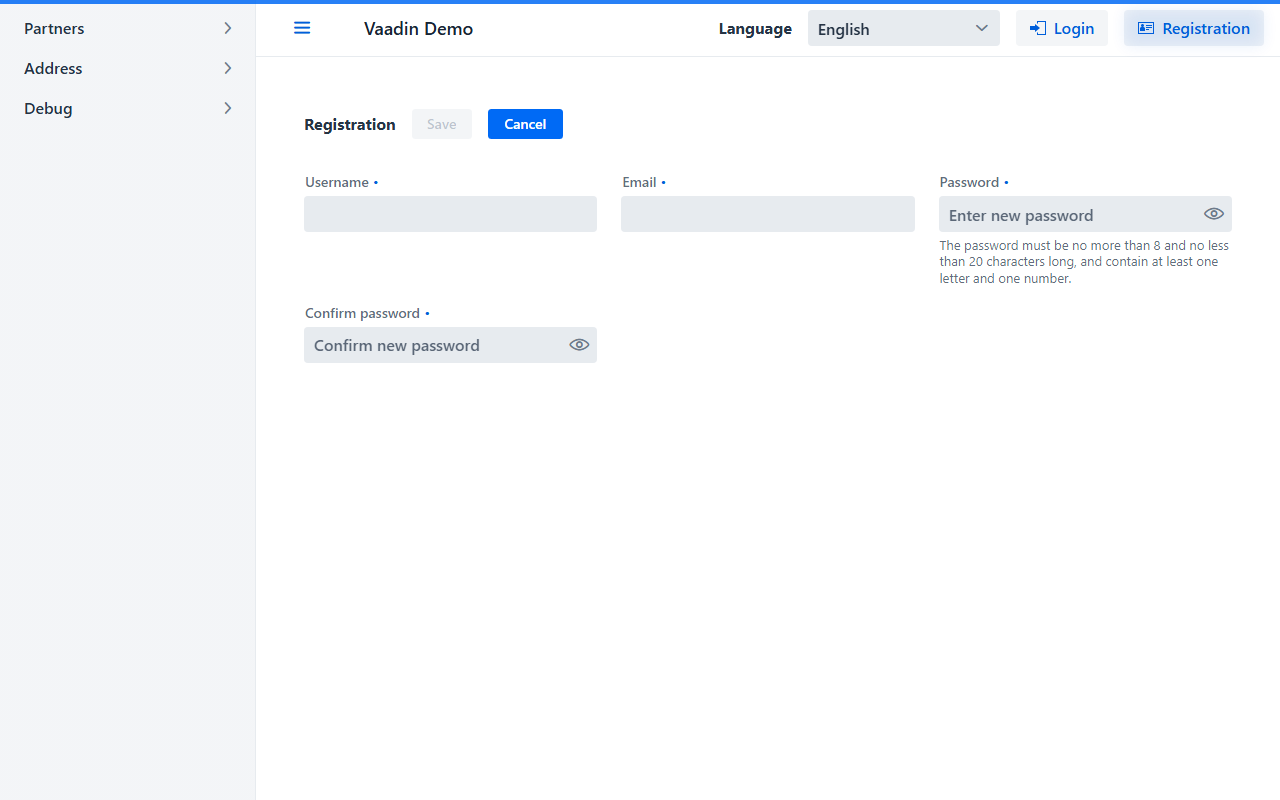 Partners
Address
Debug
Vaadin Demo
Language
English
Login
Registration
Registration
Save
Cancel
Username •
Email •
Password •
Enter new password
The password must be no more than 8 and no less
than 20 characters long, and contain at least one
letter and one number.
Confirm password •
Confirm new password